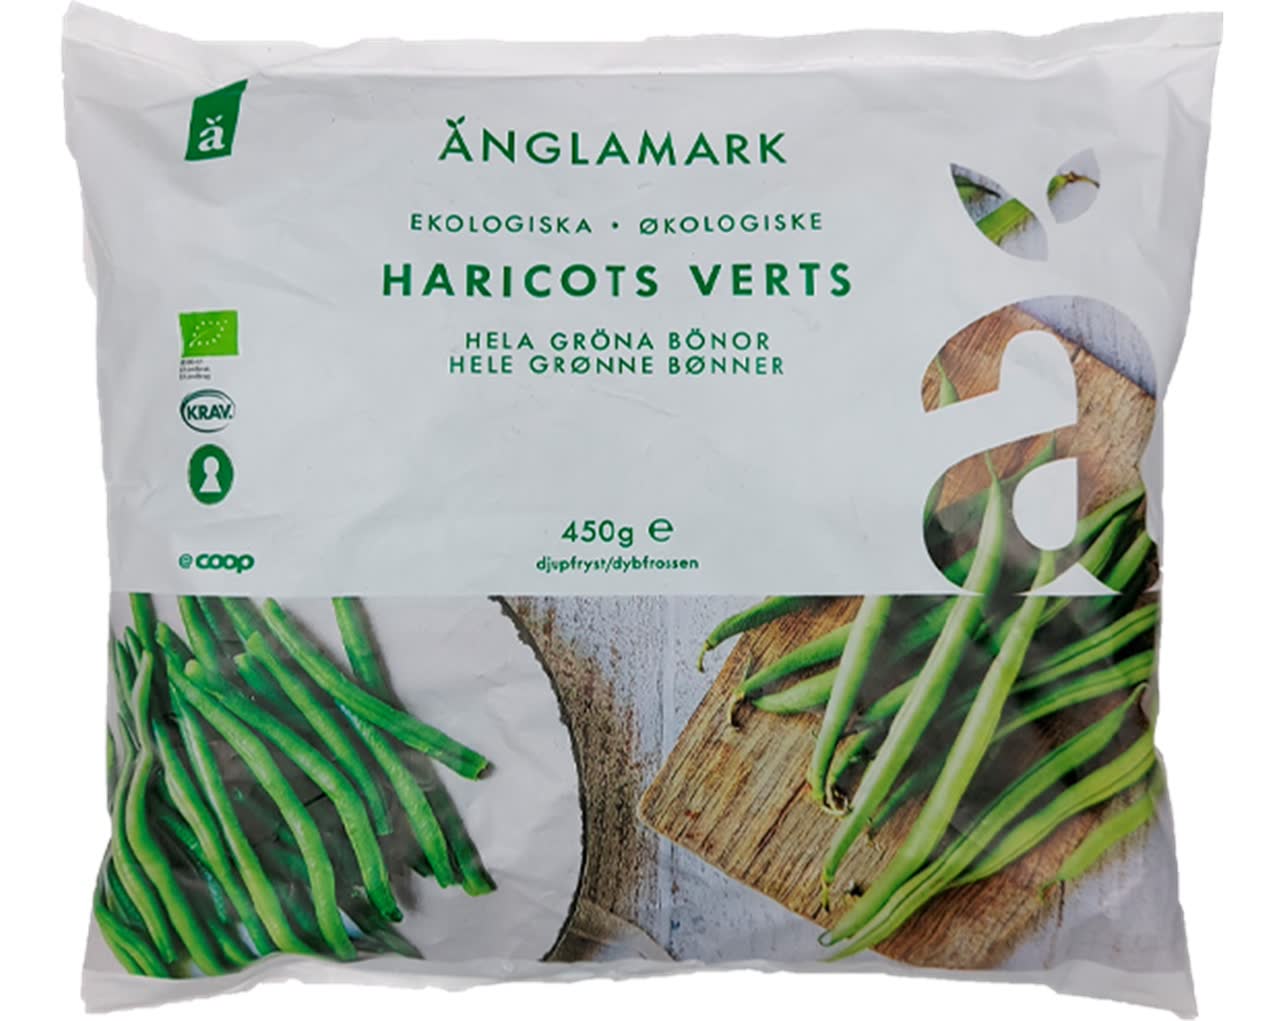 ä
ÄNGLAMARK
EKOLOGISKA • ØKOLOGISKE
HARICOTS VERTS
HELA GRÖNA BÖNOR
HELE GRØNNE BØNNER
KRAV.
450g ℮
djupfryst/dybfrossen
coop
ä